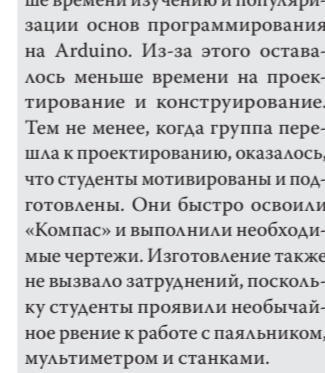 ше времени изучению и популяри-
зации основ программирования
на Arduino. Из-за этого остава-
лось меньше времени на проек-
тирование и конструирование.
Тем не менее, когда группа пере-
шла к проектированию, оказалось,
что студенты мотивированы и под-
готовлены. Они быстро освоили
«Компас» и выполнили необходи-
мые чертежи. Изготовление также
не вызвало затруднений, посколь-
ку студенты проявили необычай-
ное рвение к работе с паяльником,
мультиметром и станками.